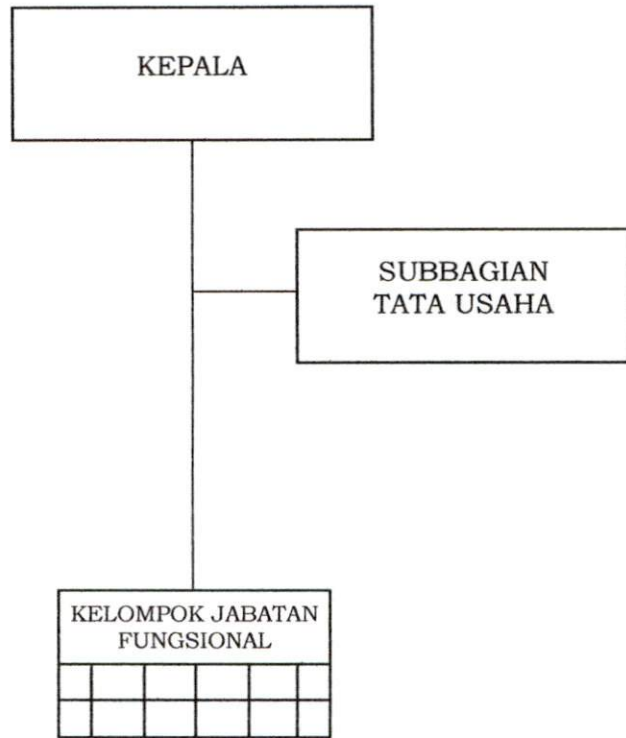 KEPALA
SUBBAGIAN
TATA USAHA
KELOMPOK JABATAN
FUNGSIONAL